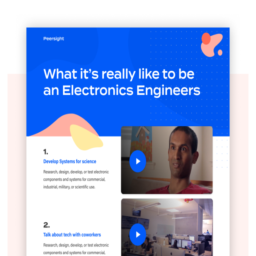 Peersight
What it's really like to be
an Electronics Engineers
1.
Develop Systems for science
Research, design, develop, or test electronic
components and systems for commercial,
industrial, military, or scientific use.
2.
Talk about tech with coworkers
Research, design, develop, or test electronic
components and systems for commercial,